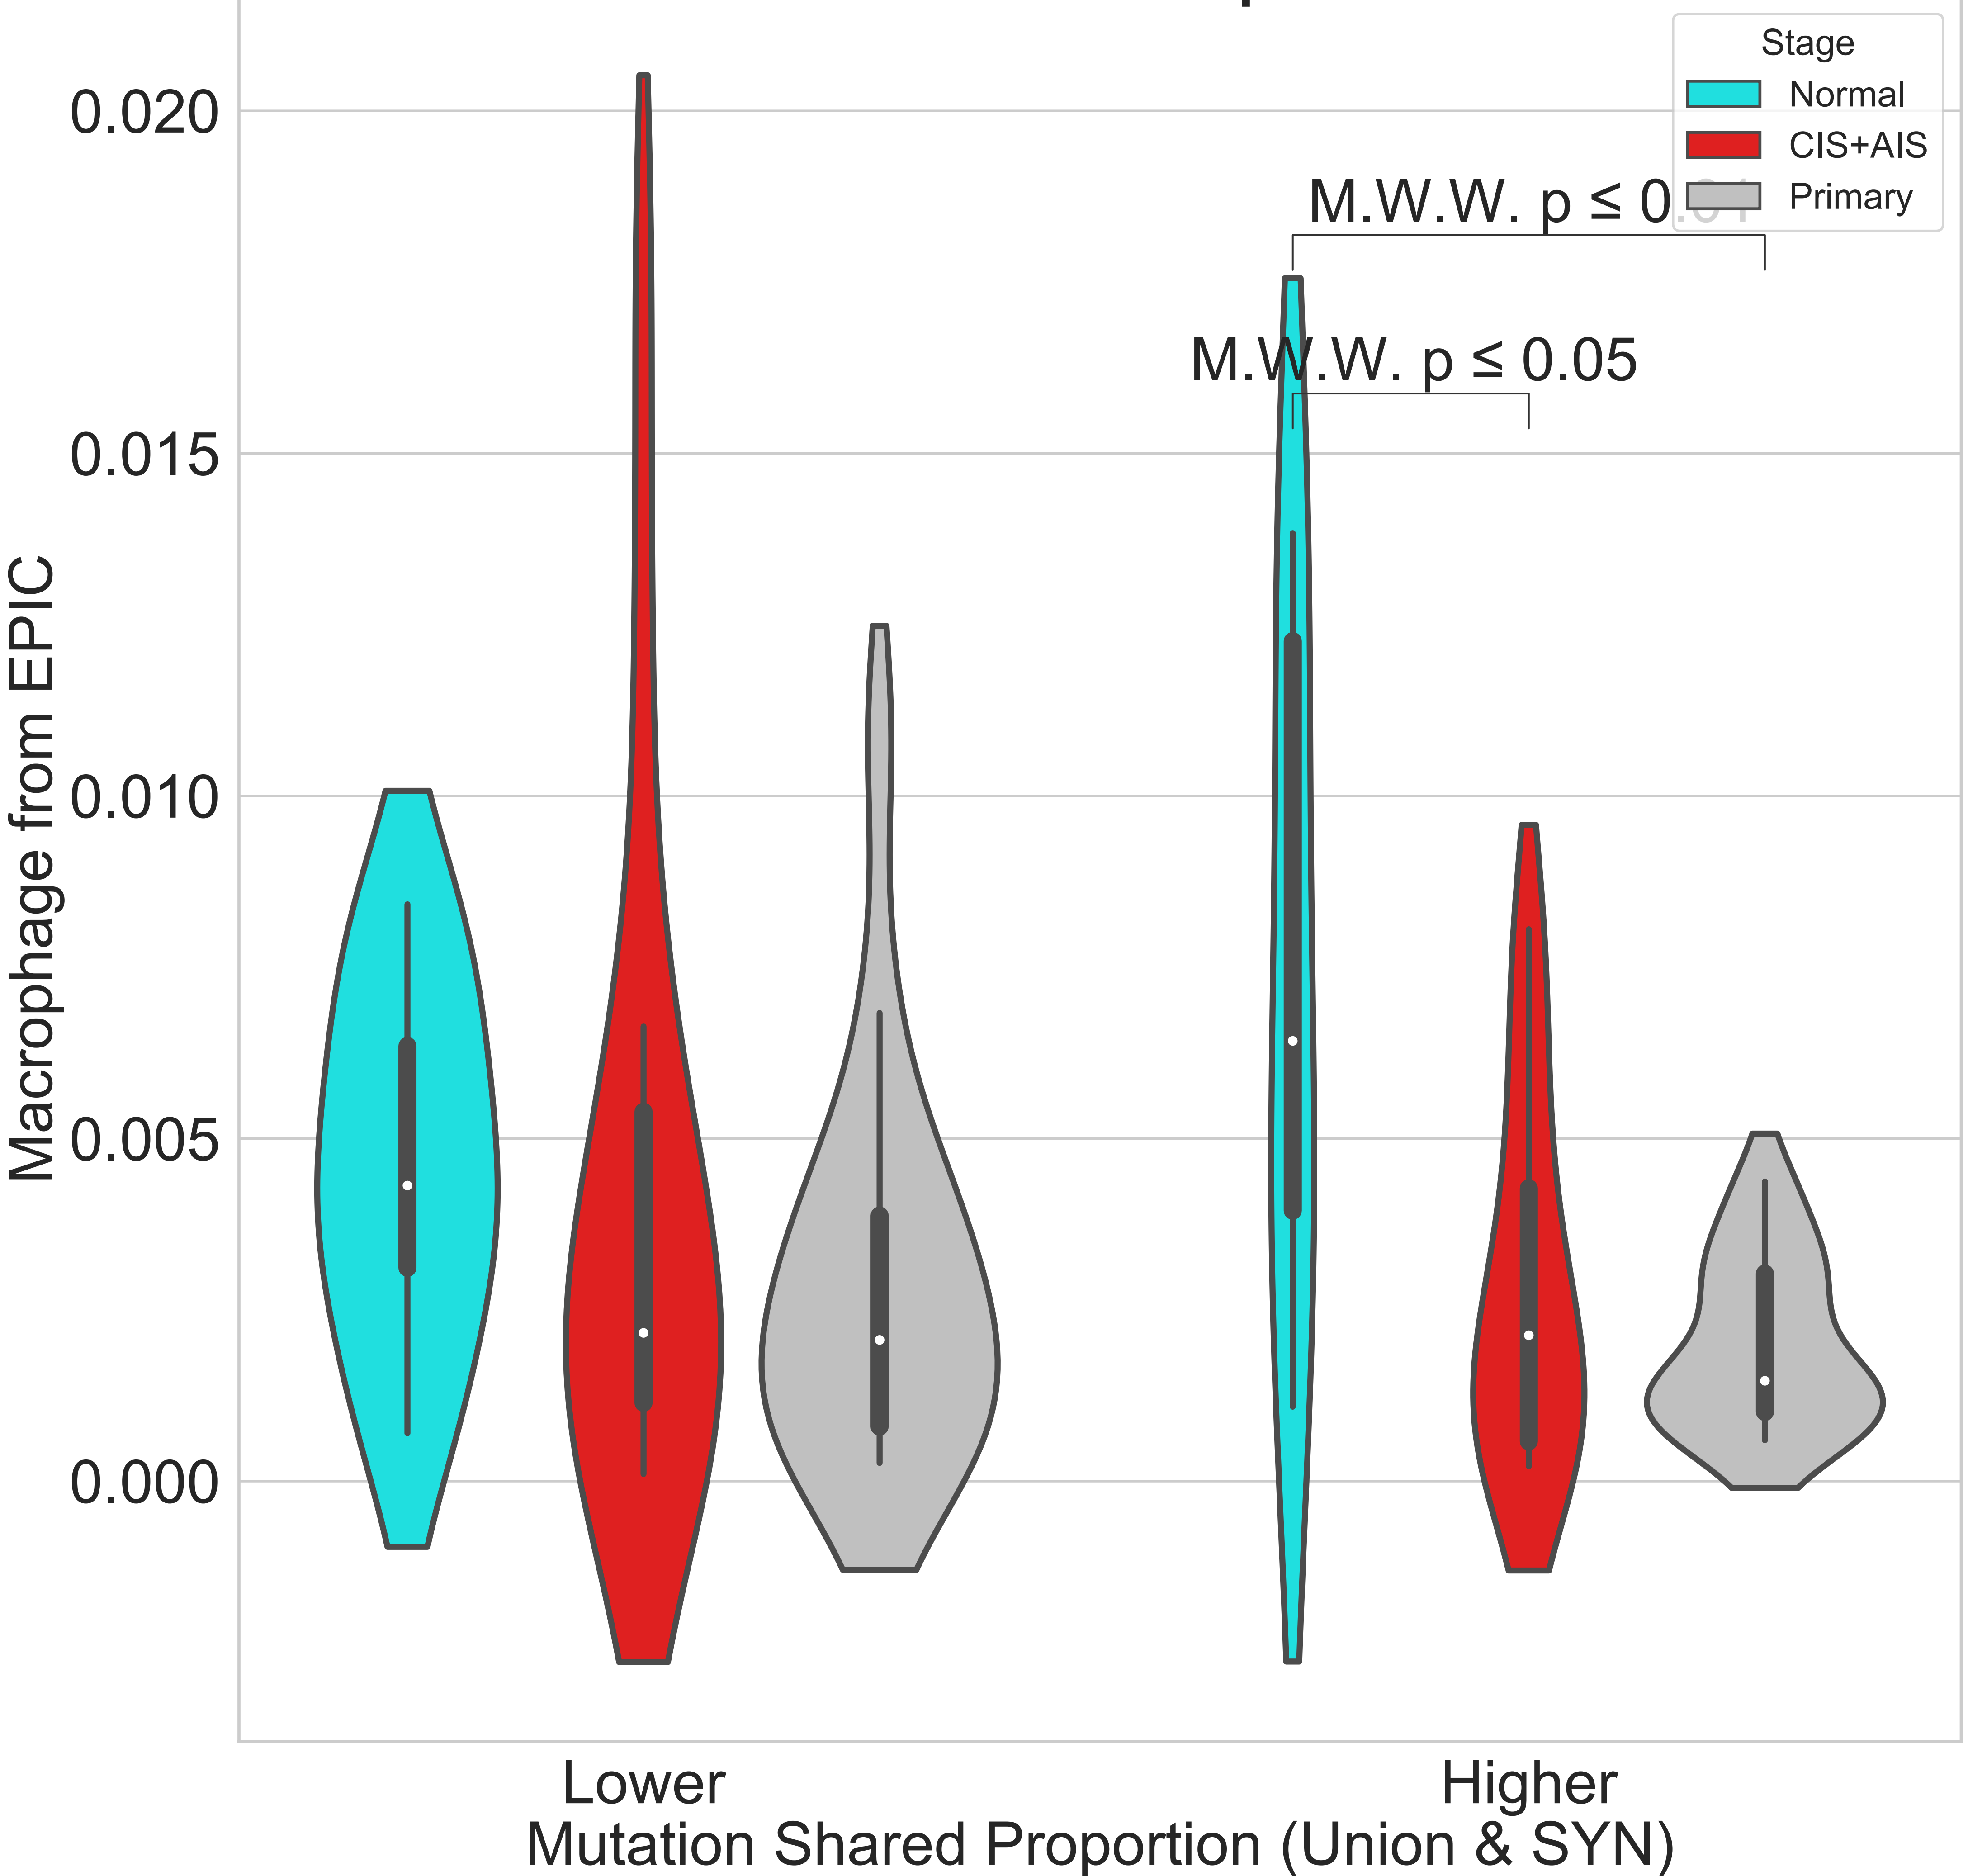 Stage
Normal
CIS+AIS
Primary
M.W.W. p ≤ 0.01
M.W.W. p ≤ 0.05
0.020
0.015
0.010
0.005
0.000
Macrophage from EPIC
Lower
Higher
Mutation Shared Proportion (Union & SYN)